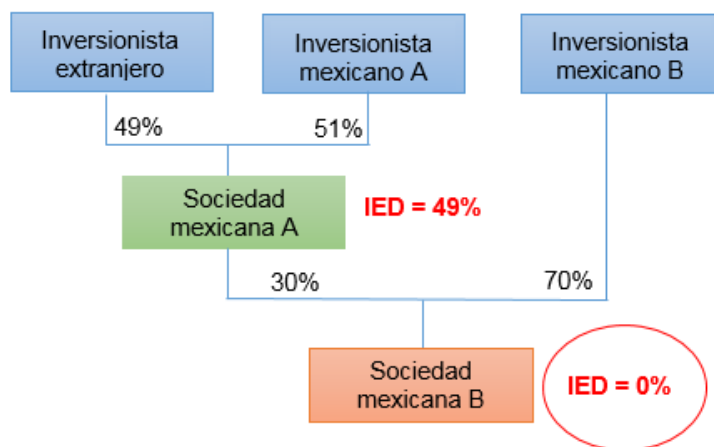 Inversionista
extranjero
Inversionista
mexicano A
Inversionista
mexicano B
49%
51%
Sociedad
mexicana A
IED = 49%
30%
70%
Sociedad
mexicana B
IED = 0%